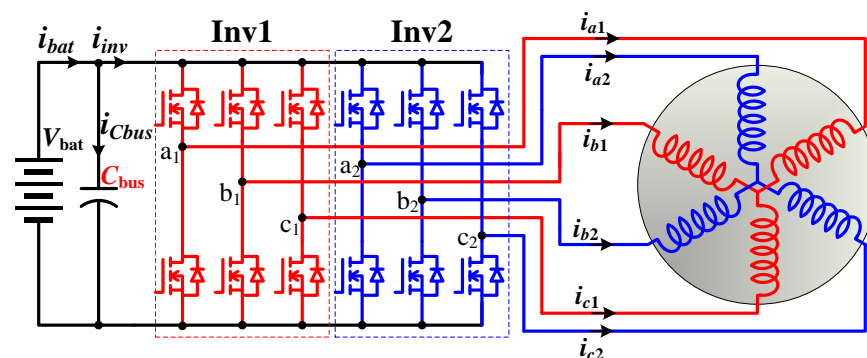 Inv1
Inv2
i_bat
i_inv
i_a1
i_a2
i_Cbus
V_bat
C_bus
a_1
a_2
i_b1
b_1
b_2
c_1
c_2
i_b2
i_c1
i_c2